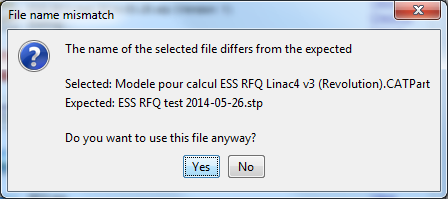 File name mismatch
The name of the selected file differs from the expected
Selected: Modele pour calcul ESS RFQ Linac4 v3 (Revolution).CATPart
Expected: ESS RFQ test 2014-05-26.stp
Do you want to use this file anyway?
Yes No